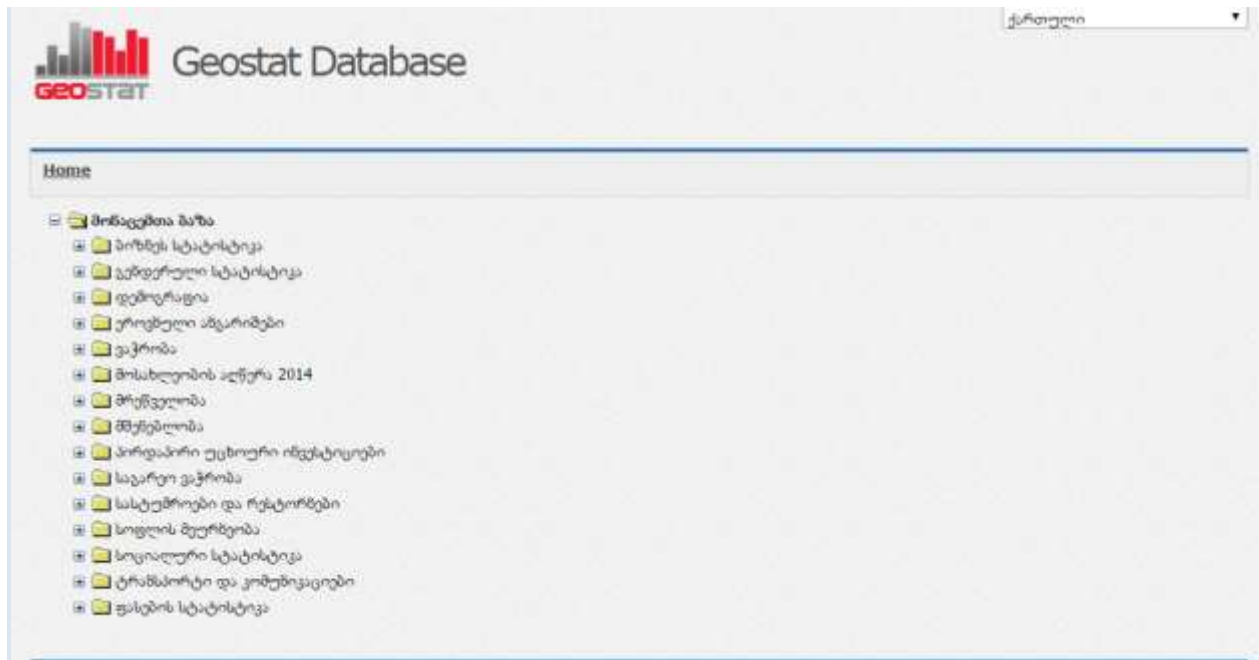 ქართული
GEOSTAT
Geostat Database
Home
მონაცემთა ბაზა
ბიზნეს სტატისტიკა
გენდერული სტატისტიკა
დემოგრაფია
ეროვნული ანგარიშები
ვაჭრობა
მოსახლეობის აღწერა 2014
მრეწველობა
მშენებლობა
პირდაპირი უცხოური ინვესტიციები
საგარეო ვაჭრობა
სასტუმროები და რესტორნები
სოფლის მეურნეობა
სოციალური სტატისტიკა
ტრანსპორტი და კომუნიკაციები
ფასების სტატისტიკა